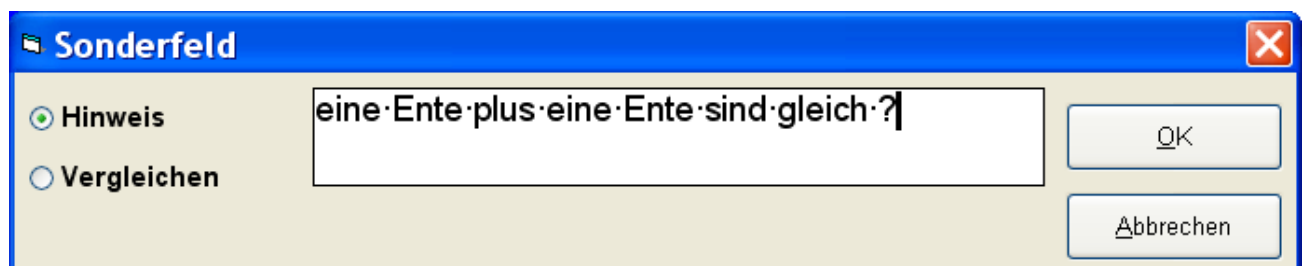 Sonderfeld
Hinweis
eine·Ente·plus·eine·Ente·sind·gleich·?
OK
Vergleichen
Abbrechen